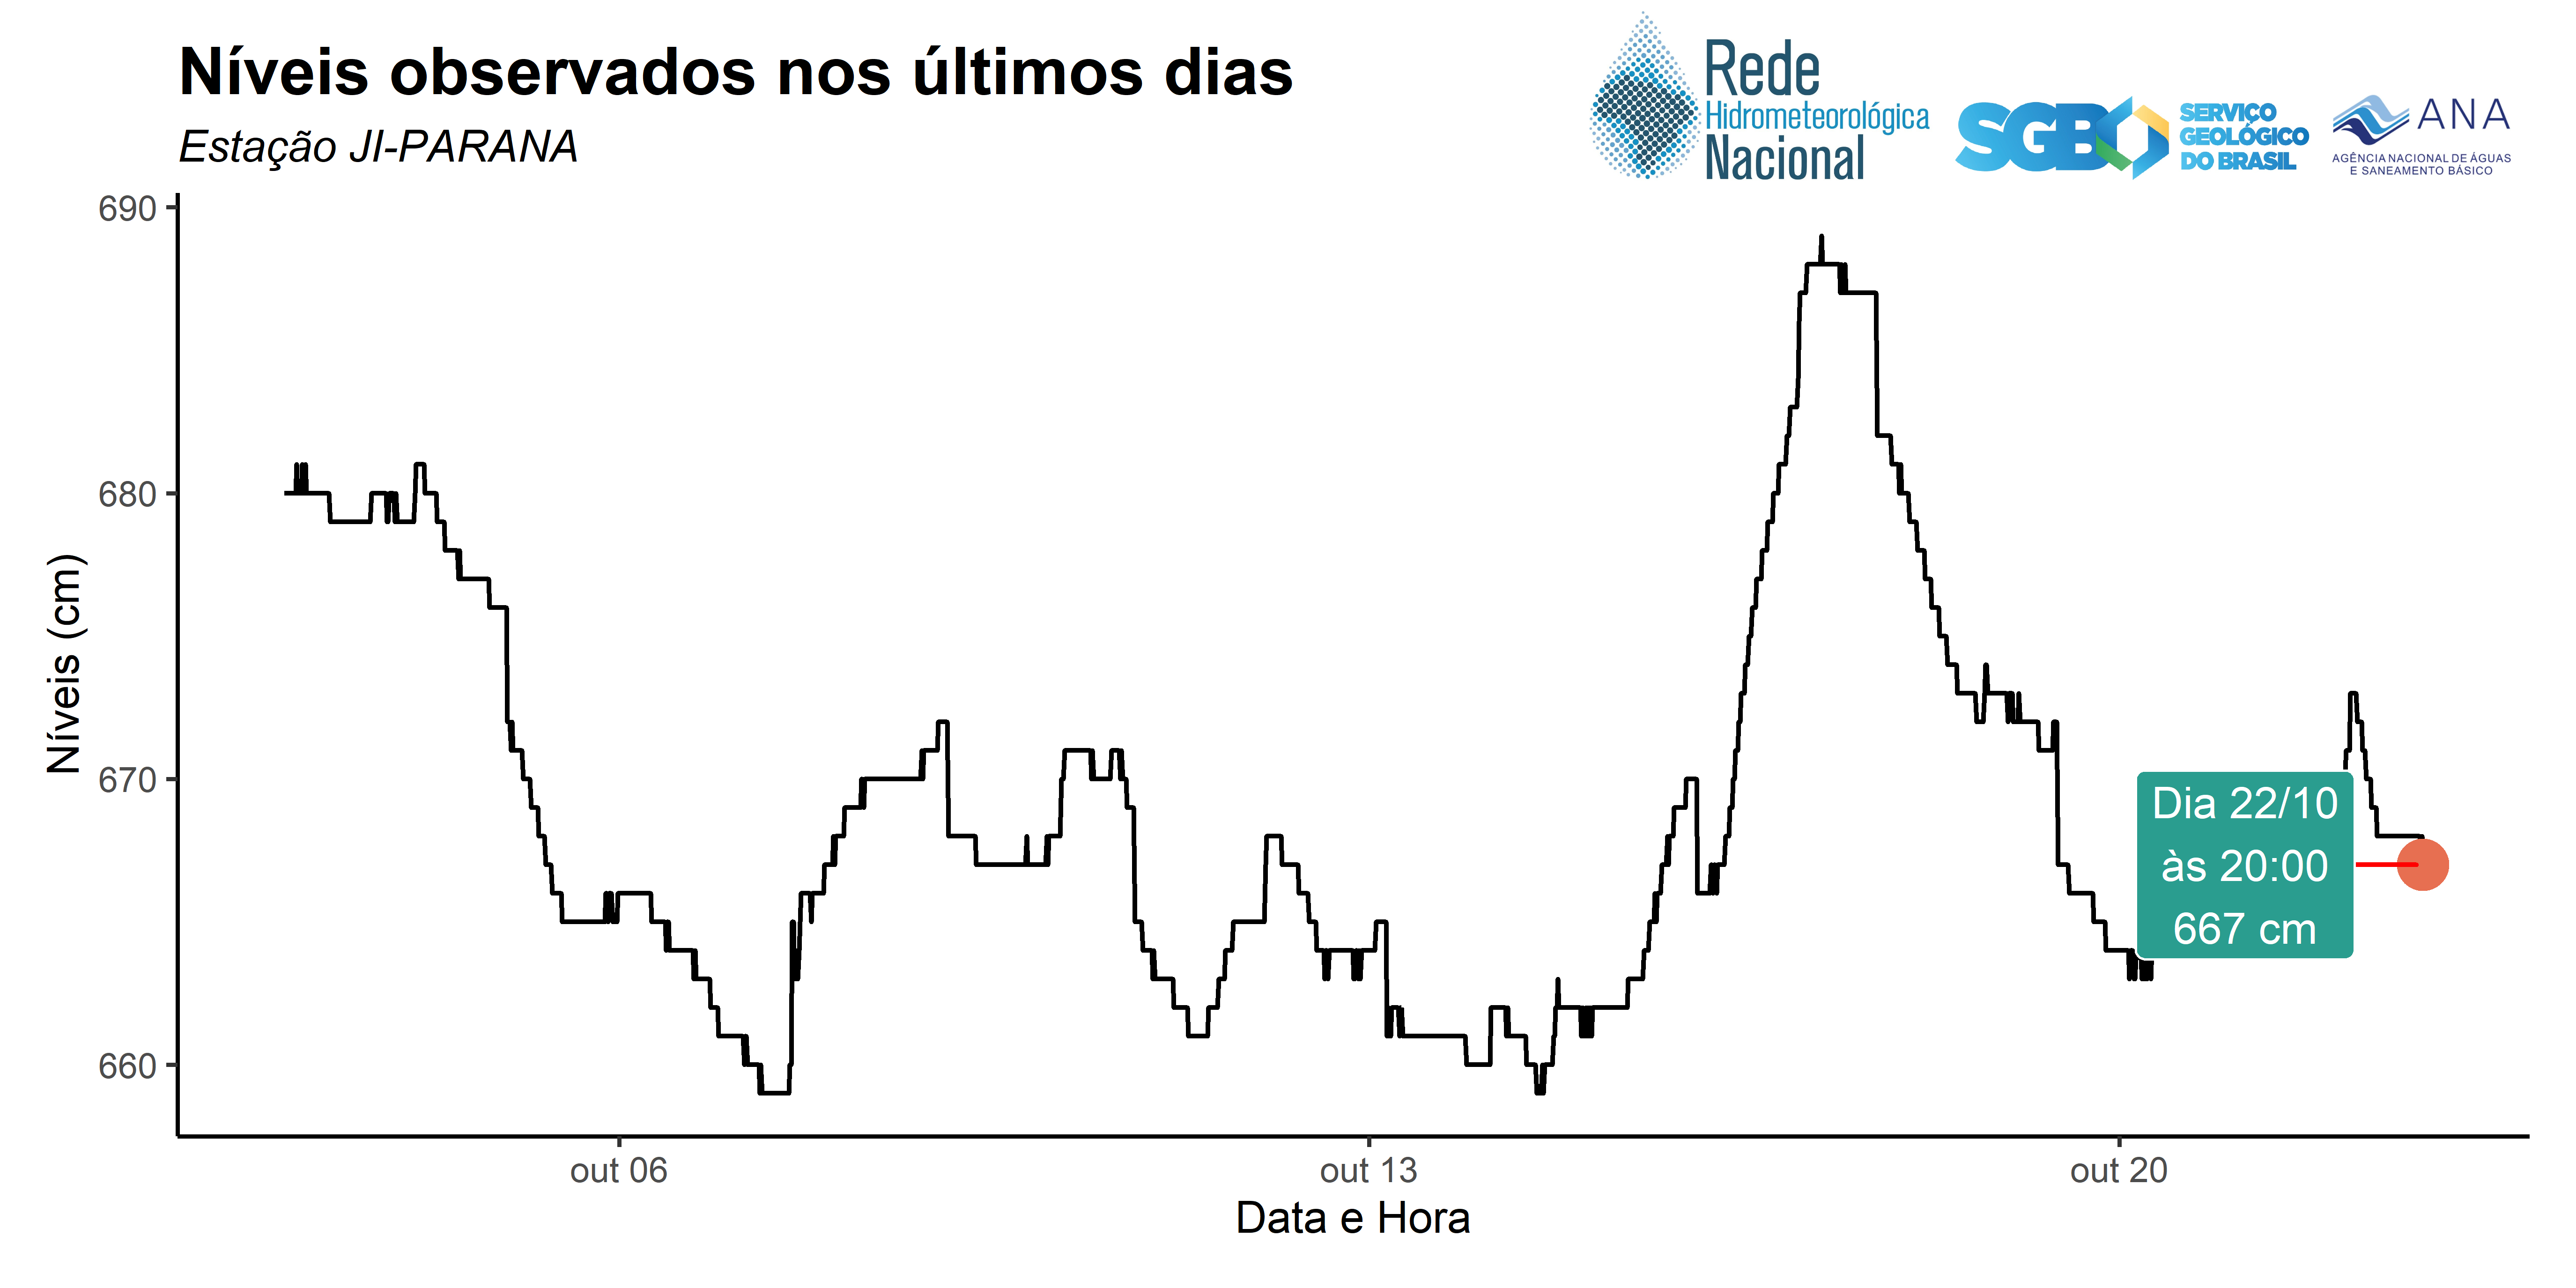 Níveis observados nos últimos dias
Estação JI-PARANA
Rede
Hidrometeorológica
Nacional
SGB
SERVIÇO
GEOLÓGICO
DO BRASIL
ANA
AGÊNCIA NACIONAL DE ÁGUAS
E SANEAMENTO BÁSICO
690
680
670
660
Níveis (cm)
Dia 22/10
às 20:00
667 cm
out 06
out 13
out 20
Data e Hora